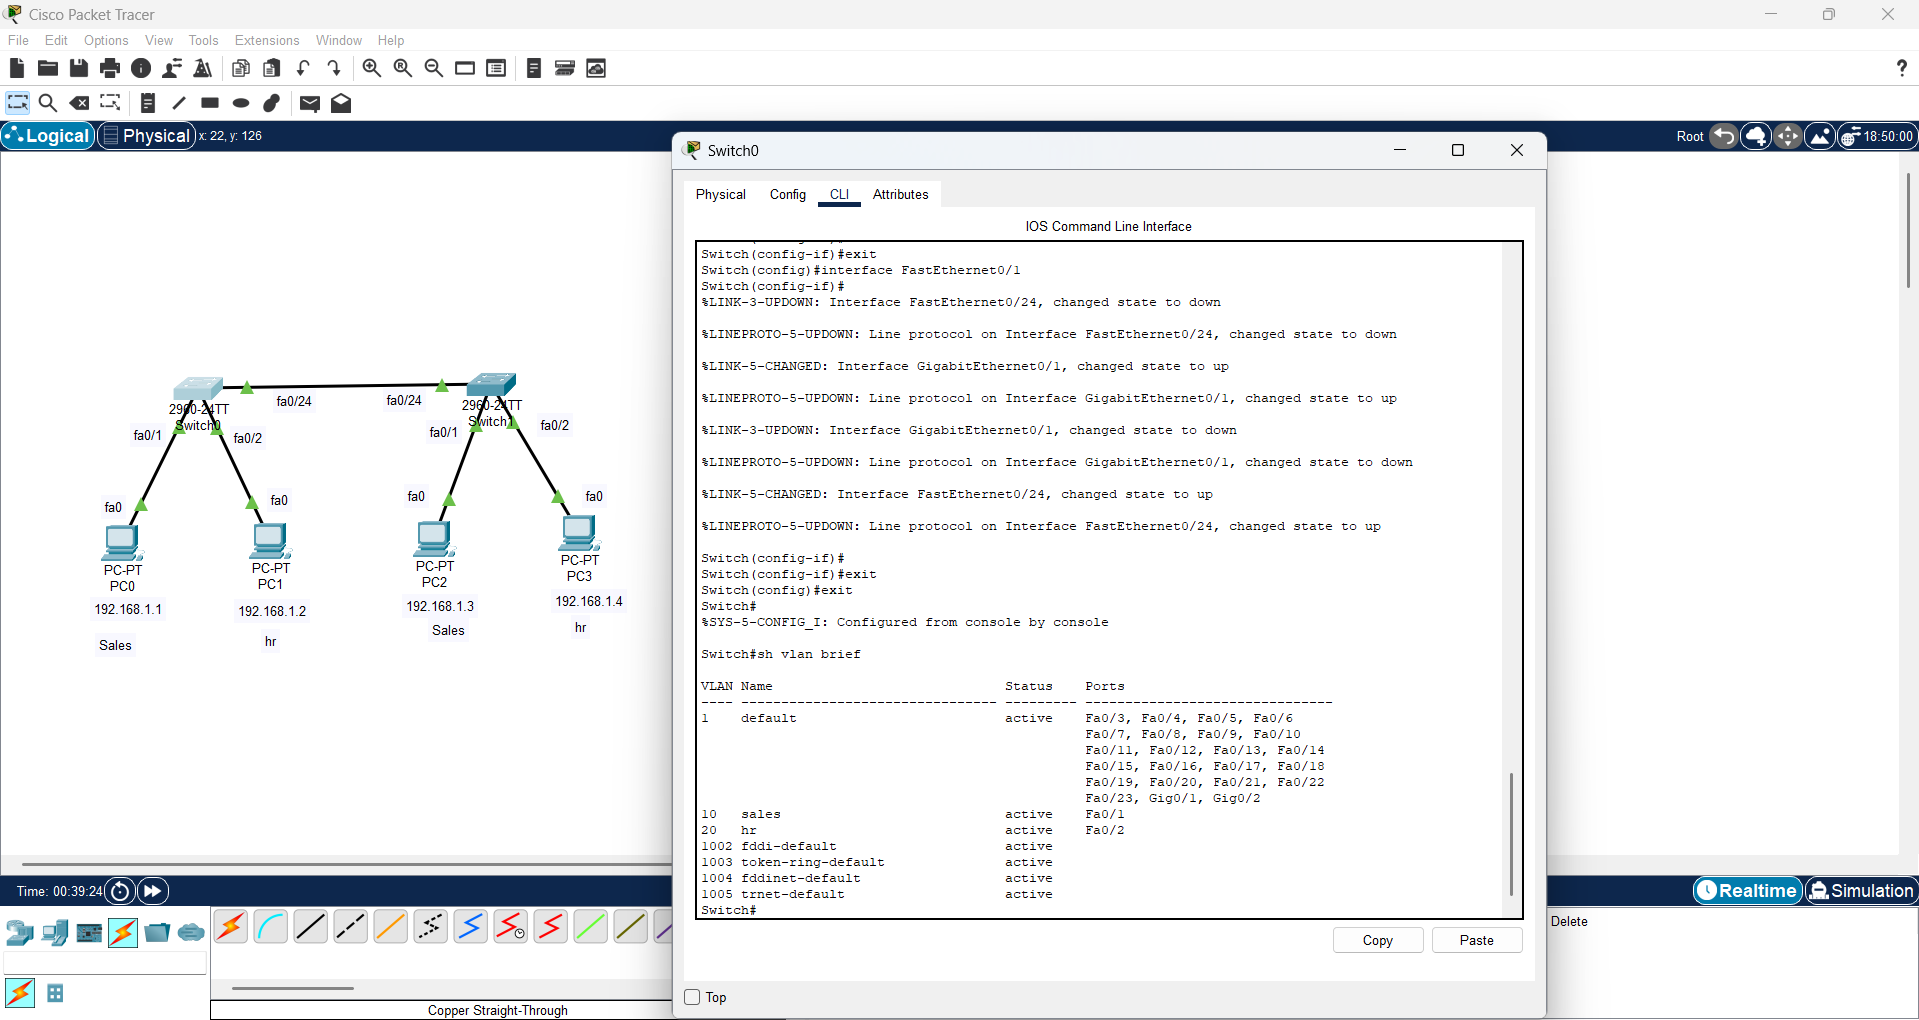 Cisco Packet Tracer
File Edit Options View Tools Extensions Window Help
?
Logical Physical x: 22, y: 126
Root 18:50:00
2960-24TT
Switch0
fa0/24
fa0/24
2960-24TT
Switch1
fa0/1
fa0/2
fa0/1
fa0/2
fa0
fa0
fa0
fa0
PC-PT
PC0
PC-PT
PC1
PC-PT
PC2
PC-PT
PC3
192.168.1.1
192.168.1.2
192.168.1.3
192.168.1.4
Sales
hr
Sales
hr
Switch0
Physical Config CLI Attributes
IOS Command Line Interface
Switch(config-if)#exit
Switch(config)#interface FastEthernet0/1
Switch(config-if)#
%LINK-3-UPDOWN: Interface FastEthernet0/24, changed state to down
%LINEPROTO-5-UPDOWN: Line protocol on Interface FastEthernet0/24, changed state to down
%LINK-5-CHANGED: Interface GigabitEthernet0/1, changed state to up
%LINEPROTO-5-UPDOWN: Line protocol on Interface GigabitEthernet0/1, changed state to up
%LINK-3-UPDOWN: Interface GigabitEthernet0/1, changed state to down
%LINEPROTO-5-UPDOWN: Line protocol on Interface GigabitEthernet0/1, changed state to down
%LINK-5-CHANGED: Interface FastEthernet0/24, changed state to up
%LINEPROTO-5-UPDOWN: Line protocol on Interface FastEthernet0/24, changed state to up
Switch(config-if)#
Switch(config-if)#exit
Switch(config)#exit
Switch#
%SYS-5-CONFIG_I: Configured from console by console
Switch#sh vlan brief
VLAN Name Status Ports
---- -------------------------------- --------- -------------------------------
1 default active Fa0/3, Fa0/4, Fa0/5, Fa0/6
Fa0/7, Fa0/8, Fa0/9, Fa0/10
Fa0/11, Fa0/12, Fa0/13, Fa0/14
Fa0/15, Fa0/16, Fa0/17, Fa0/18
Fa0/19, Fa0/20, Fa0/21, Fa0/22
Fa0/23, Gig0/1, Gig0/2
10 sales active Fa0/1
20 hr active Fa0/2
1002 fddi-default active
1003 token-ring-default active
1004 fddinet-default active
1005 trnet-default active
Switch#
Copy Paste
Top
Time: 00:39:24
Realtime Simulation
Delete
Copper Straight-Through